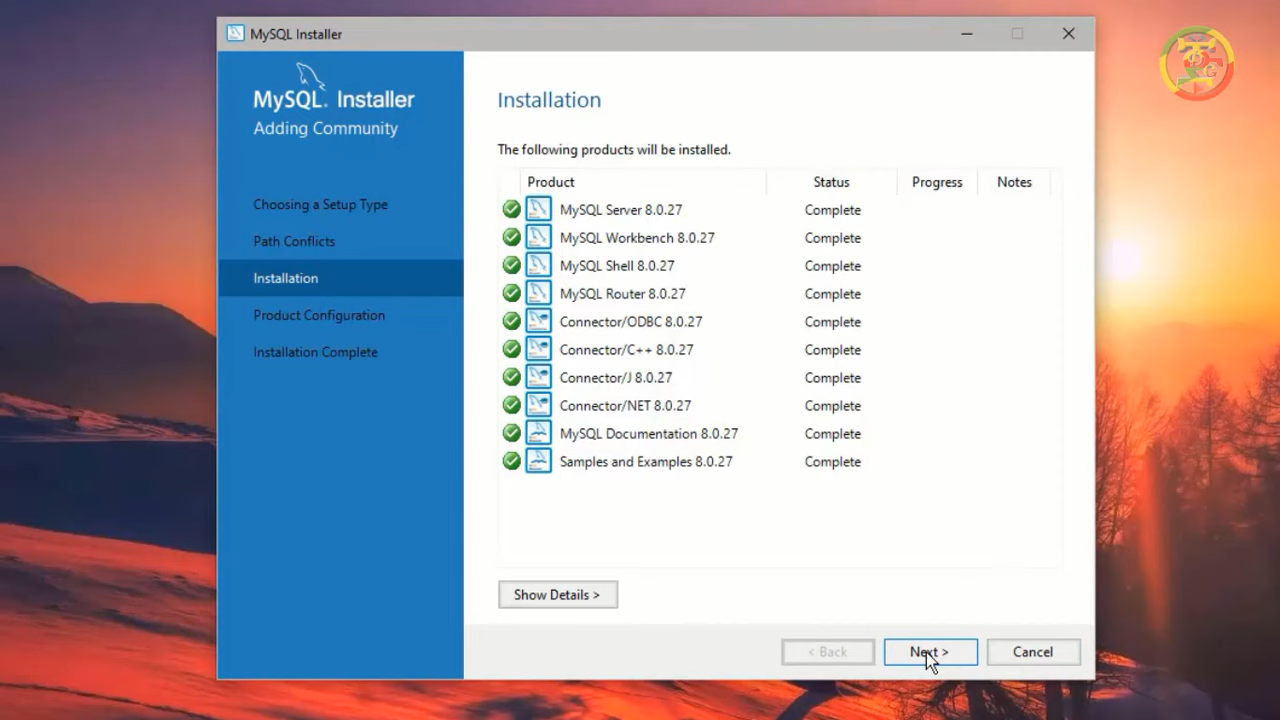 MySQL Installer
MySQL. Installer
Adding Community
Choosing a Setup Type
Path Conflicts
Installation
Product Configuration
Installation Complete
Installation
The following products will be installed.
Product Status Progress Notes
MySQL Server 8.0.27 Complete
MySQL Workbench 8.0.27 Complete
MySQL Shell 8.0.27 Complete
MySQL Router 8.0.27 Complete
Connector/ODBC 8.0.27 Complete
Connector/C++ 8.0.27 Complete
Connector/J 8.0.27 Complete
Connector/NET 8.0.27 Complete
MySQL Documentation 8.0.27 Complete
Samples and Examples 8.0.27 Complete
Show Details >
< Back Next > Cancel